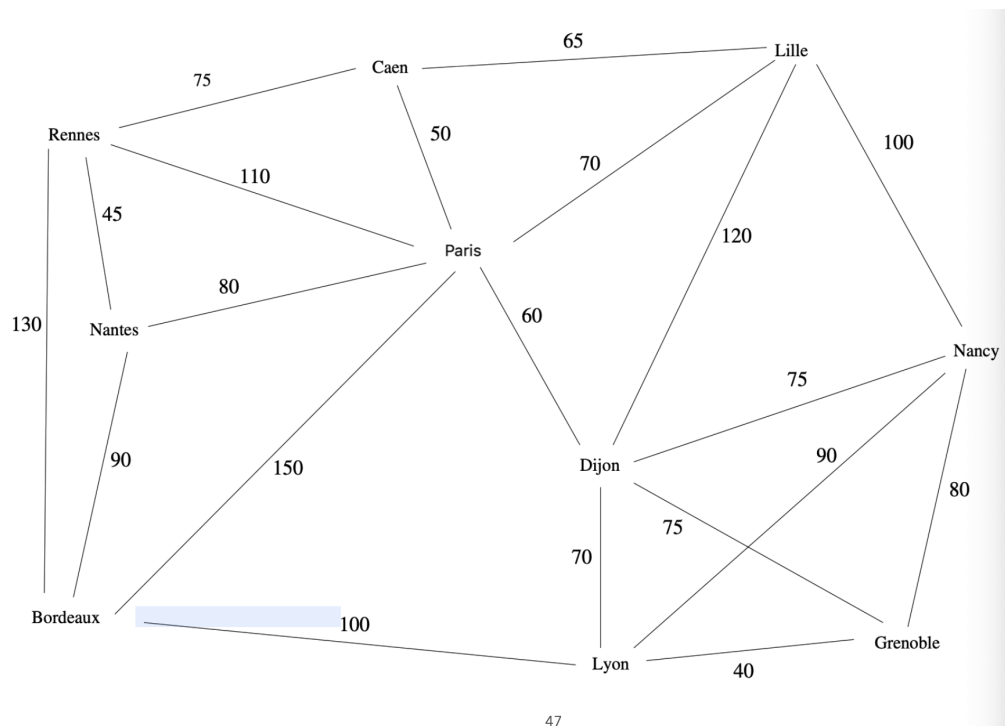 65
Lille
Caen
75
Rennes
50
100
70
110
45
120
Paris
80
60
130
Nantes
Nancy
75
90
90
Dijon
150
80
75
70
Bordeaux
100
Grenoble
Lyon
40
47